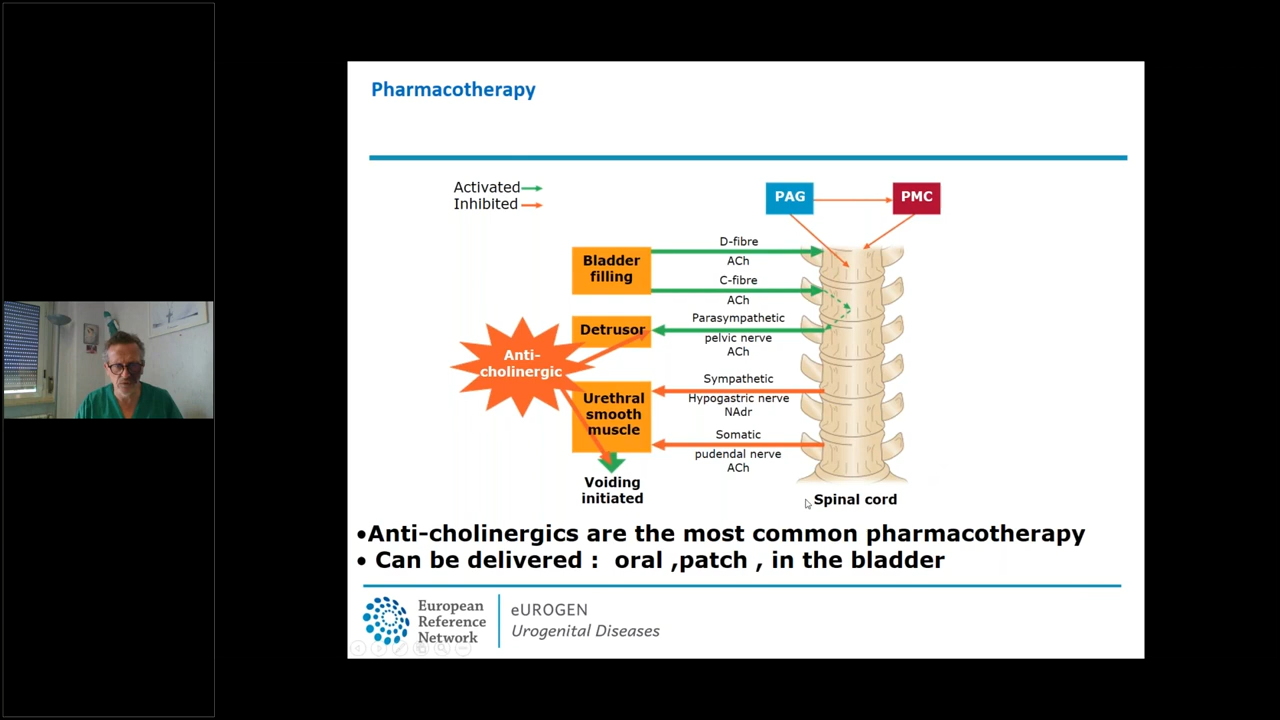 Pharmacotherapy
Activated
Inhibited
PAG
PMC
Bladder
filling
D-fibre
ACh
C-fibre
ACh
Detrusor
Parasympathetic
pelvic nerve
ACh
Anti-
cholinergic
Urethral
smooth
muscle
Sympathetic
Hypogastric nerve
NAdr
Somatic
pudendal nerve
ACh
Voiding
initiated
Spinal cord
•Anti-cholinergics are the most common pharmacotherapy
• Can be delivered : oral ,patch , in the bladder
European
Reference
Network
eUROGEN
Urogenital Diseases